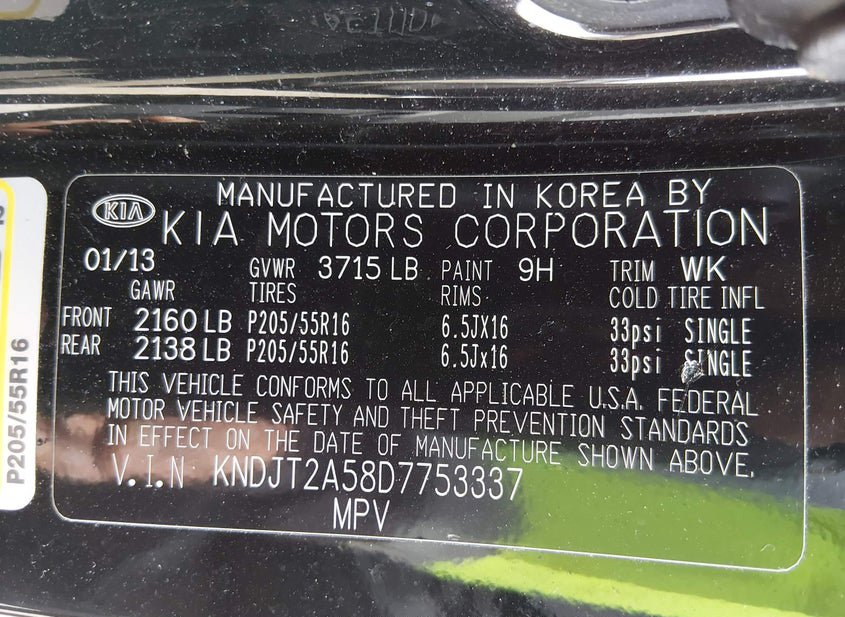 KIA
MANUFACTURED IN KOREA BY
KIA MOTORS CORPORATION
01/13 GVWR 3715 LB PAINT 9H TRIM WK
GAWR TIRES RIMS COLD TIRE INFL
FRONT 2160 LB P205/55R16 6.5JX16 33psi SINGLE
REAR 2138 LB P205/55R16 6.5Jx16 33psi SINGLE
THIS VEHICLE CONFORMS TO ALL APPLICABLE U.S.A. FEDERAL
MOTOR VEHICLE SAFETY AND THEFT PREVENTION STANDARDS
IN EFFECT ON THE DATE OF MANUFACTURE SHOWN ABOVE.
V.I.N KNDJT2A58D7753337
MPV
P205/55R16